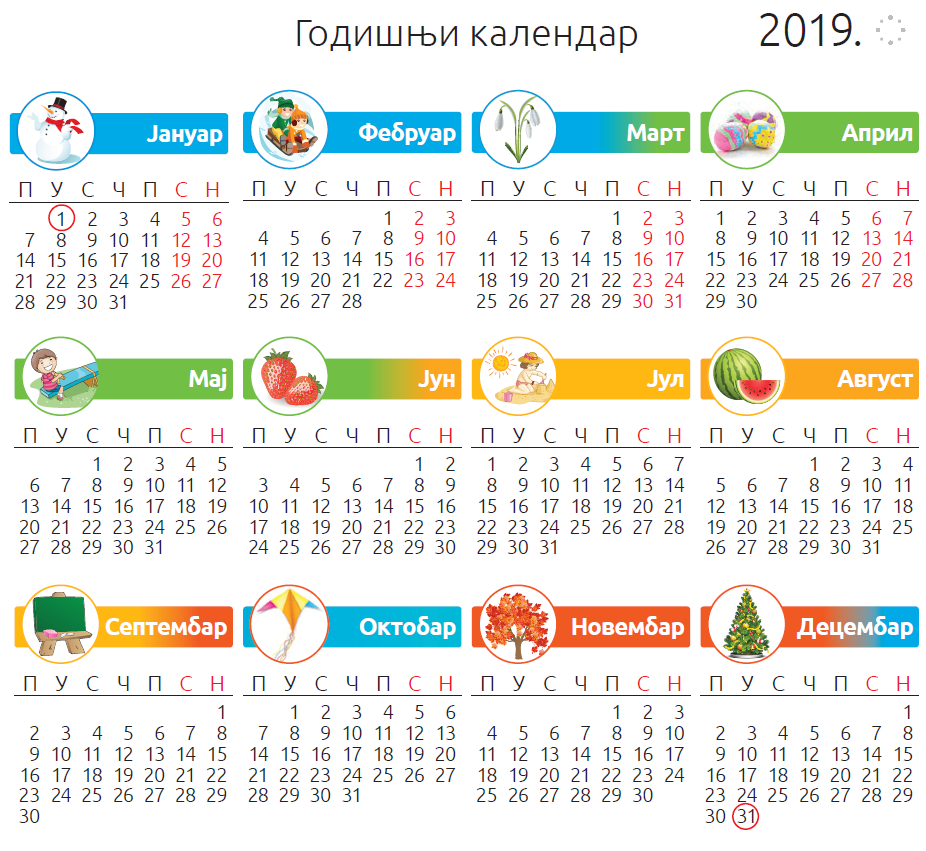 Годишњи календар 2019.
Јануар
П У С Ч П С Н
1 2 3 4 5 6
7 8 9 10 11 12 13
14 15 16 17 18 19 20
21 22 23 24 25 26 27
28 29 30 31
Фебруар
П У С Ч П С Н
1 2 3
4 5 6 7 8 9 10
11 12 13 14 15 16 17
18 19 20 21 22 23 24
25 26 27 28
Март
П У С Ч П С Н
1 2 3
4 5 6 7 8 9 10
11 12 13 14 15 16 17
18 19 20 21 22 23 24
25 26 27 28 29 30 31
Април
П У С Ч П С Н
1 2 3 4 5 6 7
8 9 10 11 12 13 14
15 16 17 18 19 20 21
22 23 24 25 26 27 28
29 30
Мај
П У С Ч П С Н
1 2 3 4 5
6 7 8 9 10 11 12
13 14 15 16 17 18 19
20 21 22 23 24 25 26
27 28 29 30 31
Јун
П У С Ч П С Н
1 2
3 4 5 6 7 8 9
10 11 12 13 14 15 16
17 18 19 20 21 22 23
24 25 26 27 28 29 30
Јул
П У С Ч П С Н
1 2 3 4 5 6 7
8 9 10 11 12 13 14
15 16 17 18 19 20 21
22 23 24 25 26 27 28
29 30 31
Август
П У С Ч П С Н
1 2 3 4
5 6 7 8 9 10 11
12 13 14 15 16 17 18
19 20 21 22 23 24 25
26 27 28 29 30 31
Септембар
П У С Ч П С Н
1
2 3 4 5 6 7 8
9 10 11 12 13 14 15
16 17 18 19 20 21 22
23 24 25 26 27 28 29
30
Октобар
П У С Ч П С Н
1 2 3 4 5 6
7 8 9 10 11 12 13
14 15 16 17 18 19 20
21 22 23 24 25 26 27
28 29 30 31
Новембар
П У С Ч П С Н
1 2 3
4 5 6 7 8 9 10
11 12 13 14 15 16 17
18 19 20 21 22 23 24
25 26 27 28 29 30
Децембар
П У С Ч П С Н
1
2 3 4 5 6 7 8
9 10 11 12 13 14 15
16 17 18 19 20 21 22
23 24 25 26 27 28 29
30 31